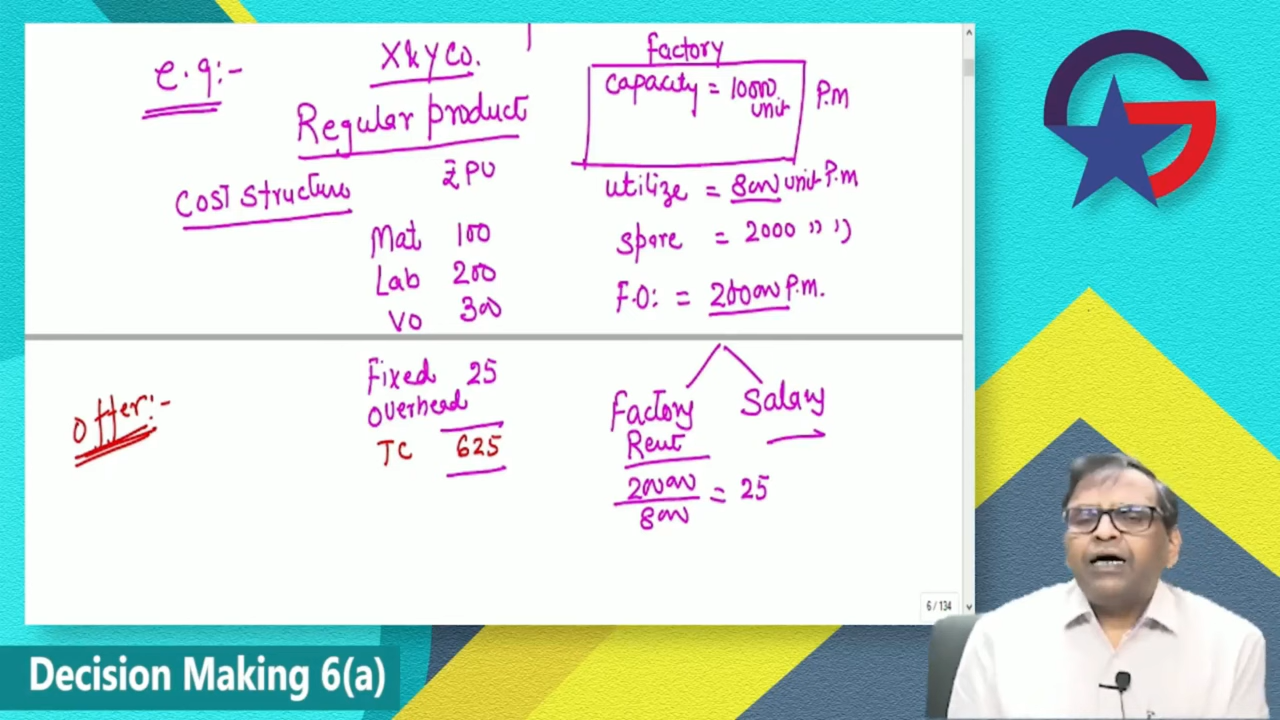 e.g:-
X & Y Co.
Regular product
₹ PU
Cost Structure
Mat 100
Lab 200
VO 300
Fixed 25
overhead
TC 625
Offer:-
factory
capacity = 10000
unit
P.m
utilize = 8000 unit P.m
Spare = 2000 " "
F.O: = 200000 P.m.
Factory
Rent
Salary
200000
8000
= 25
6 / 134
Decision Making 6(a)